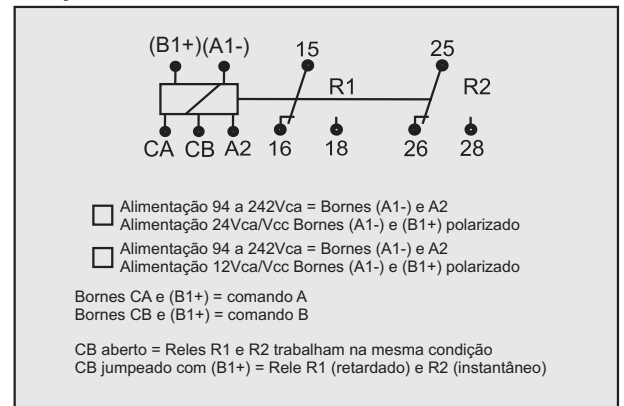 (B1+)(A1-) 15 25
R1 R2
CA CB A2 16 18 26 28
Alimentação 94 a 242Vca = Bornes (A1-) e A2
Alimentação 24Vca/Vcc Bornes (A1-) e (B1+) polarizado
Alimentação 94 a 242Vca = Bornes (A1-) e A2
Alimentação 12Vca/Vcc Bornes (A1-) e (B1+) polarizado
Bornes CA e (B1+) = comando A
Bornes CB e (B1+) = comando B
CB aberto = Reles R1 e R2 trabalham na mesma condição
CB jumpeado com (B1+) = Rele R1 (retardado) e R2 (instantâneo)